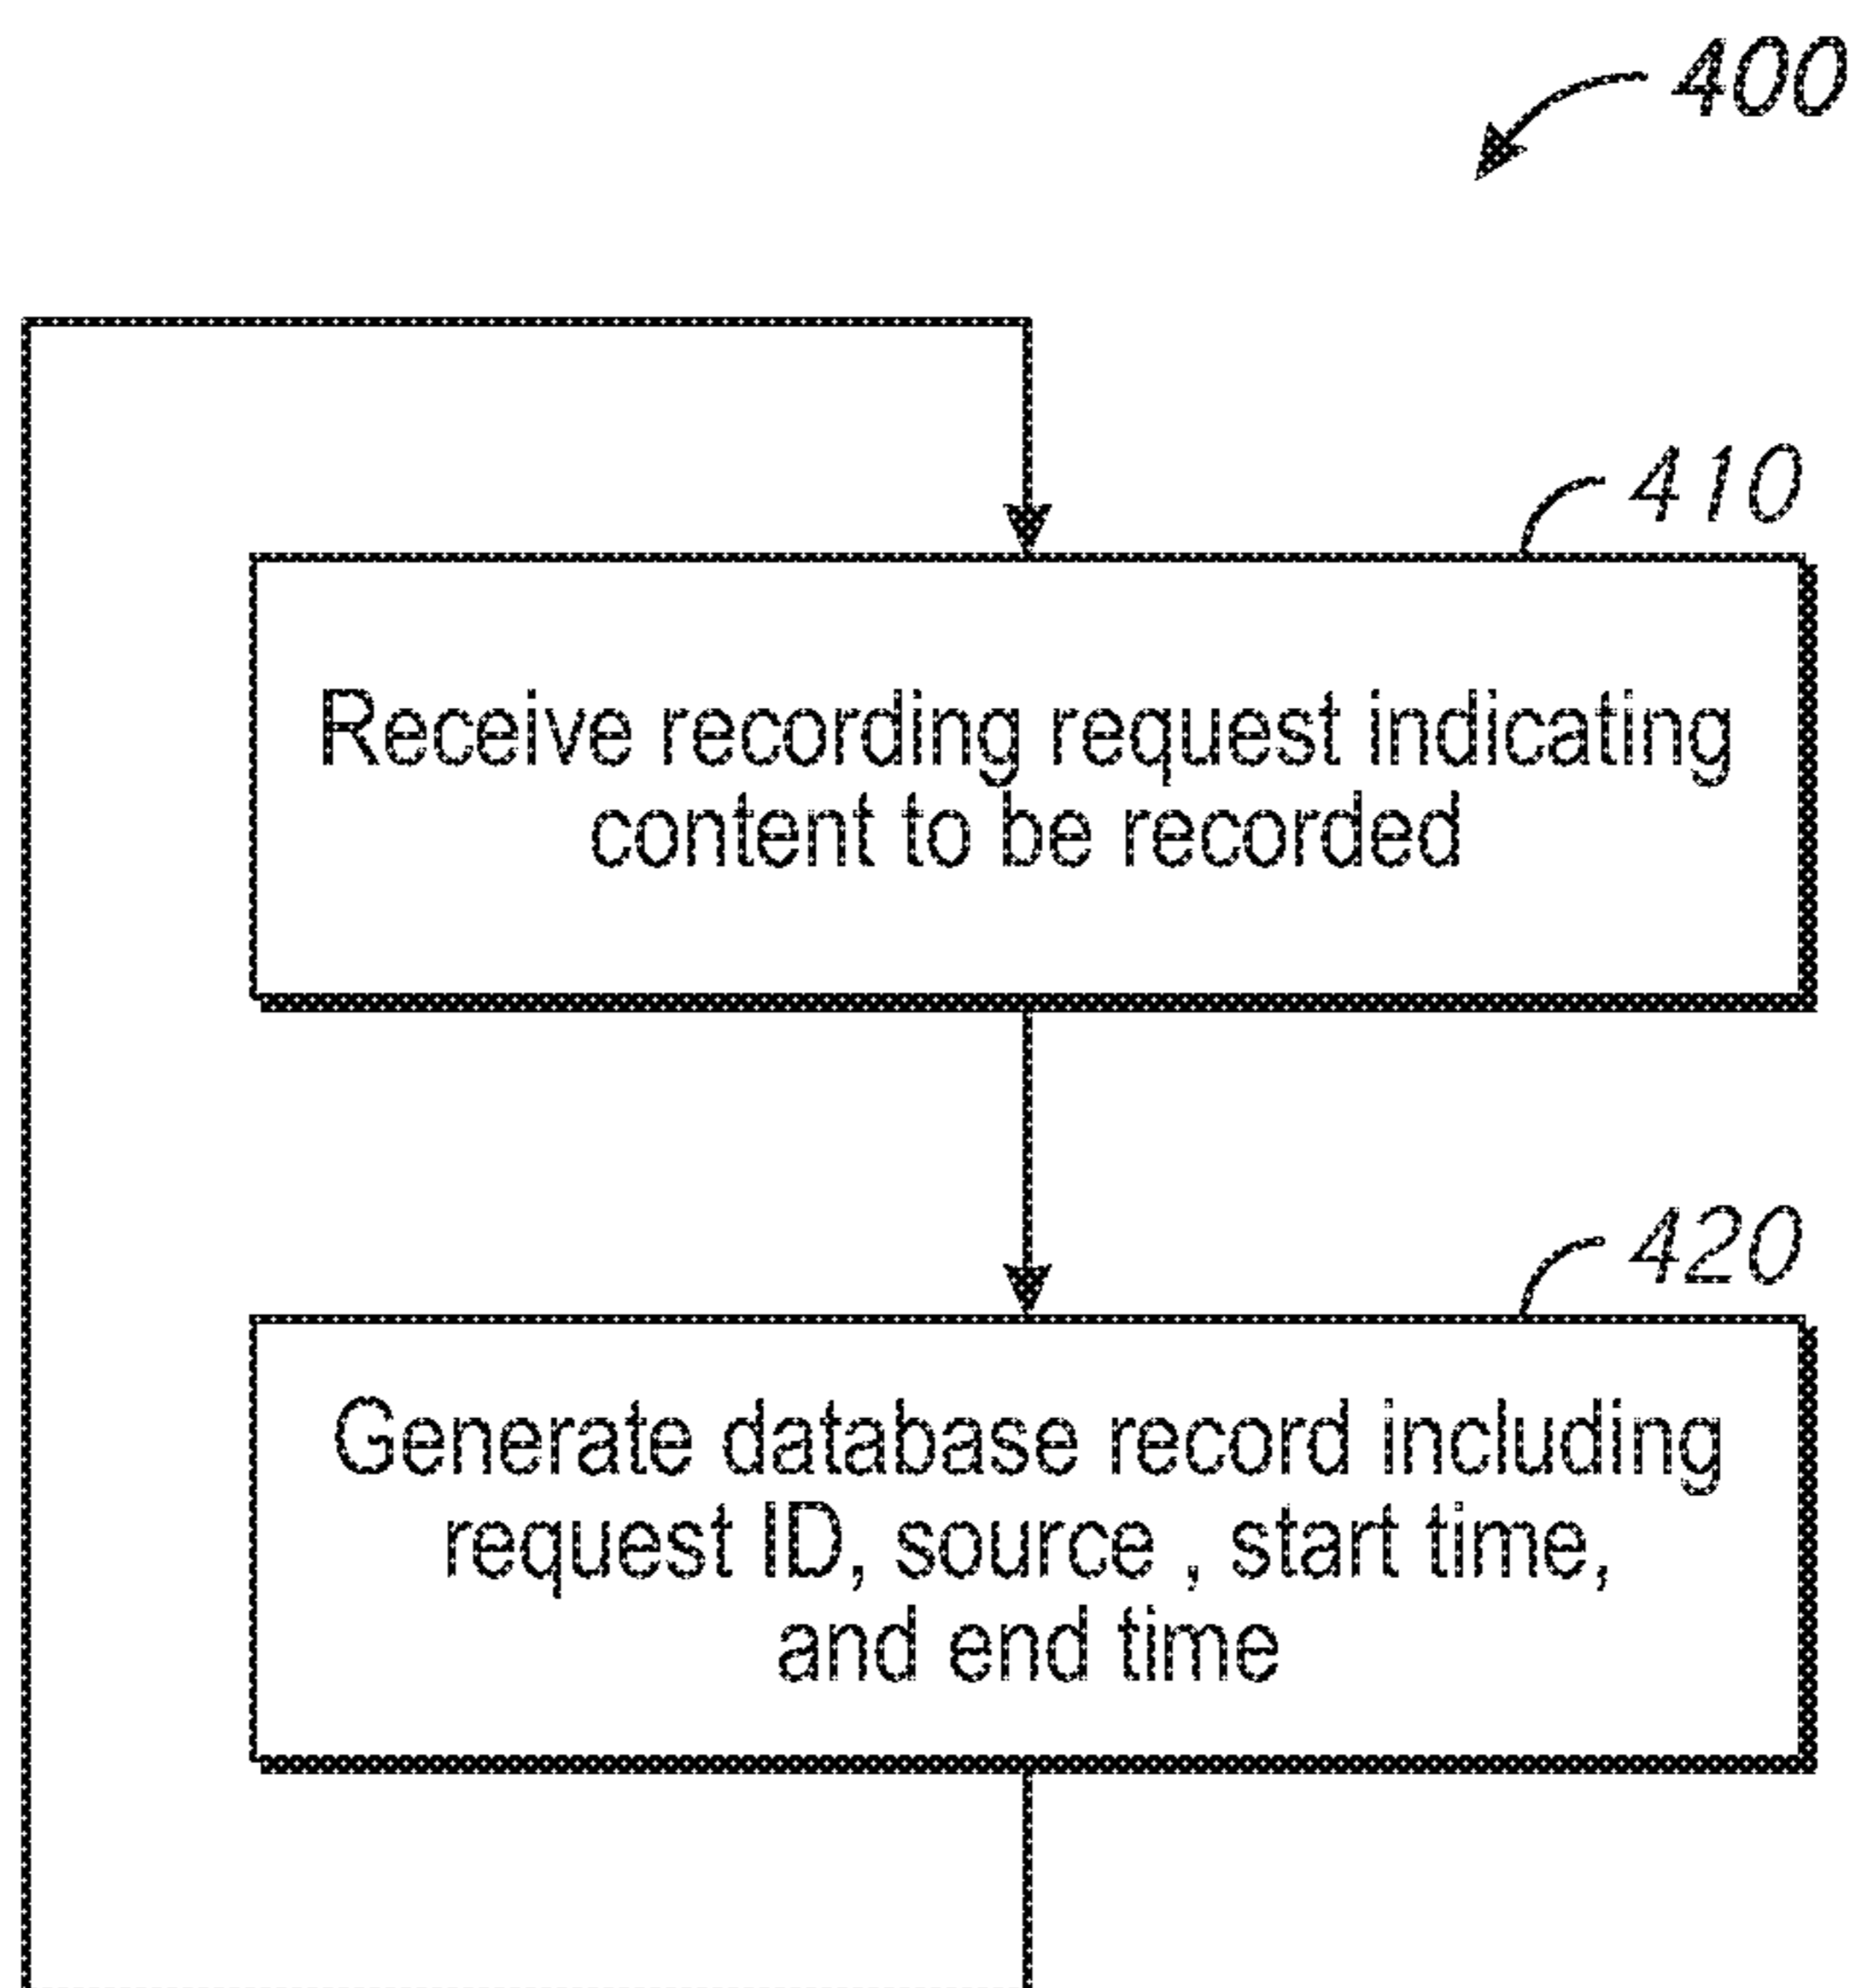 400
410
Receive recording request indicating
content to be recorded
420
Generate database record including
request ID, source , start time,
and end time